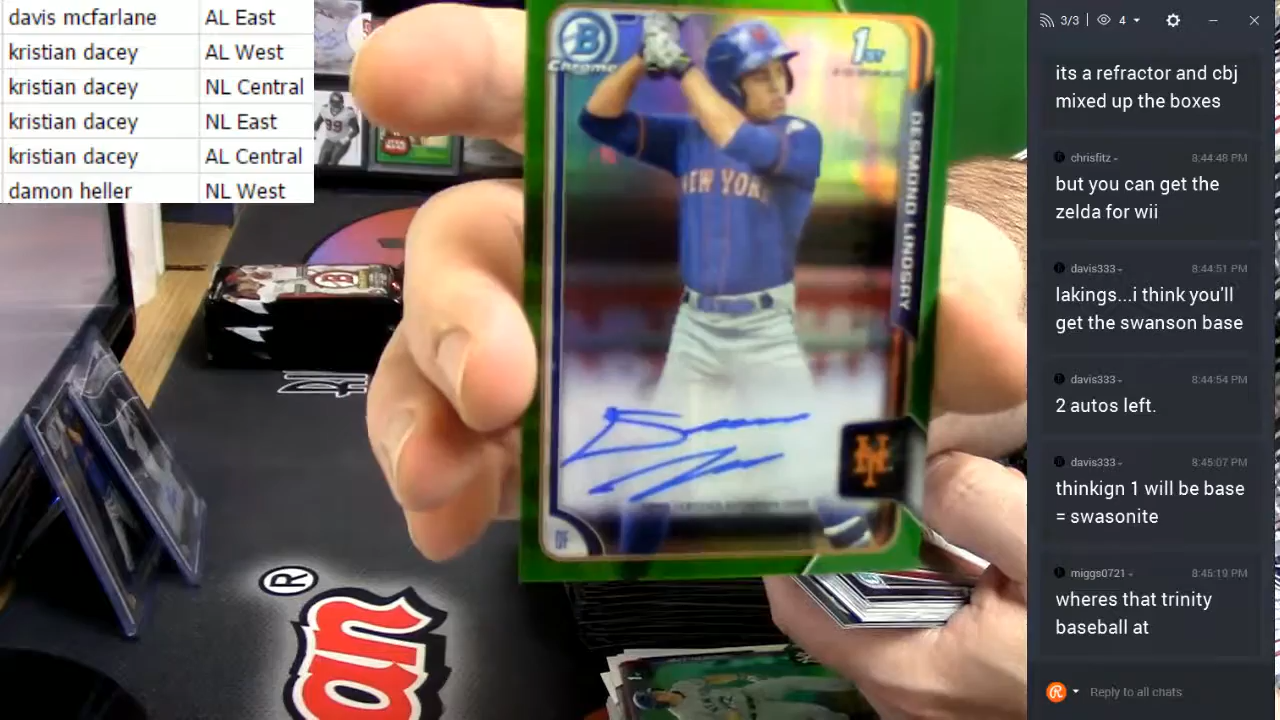 davis mcfarlane AL East
kristian dacey AL West
kristian dacey NL Central
kristian dacey NL East
kristian dacey AL Central
damon heller NL West
B
Chrome
1ST
DESMOND LINDSAY
NEW YORK
NY
OF
®
an
3/3 4
its a refractor and cbj
mixed up the boxes
chrisfitz 8:44:48 PM
but you can get the
zelda for wii
davis333 8:44:51 PM
lakings...i think you'll
get the swanson base
davis333 8:44:54 PM
2 autos left.
davis333 8:45:07 PM
thinkign 1 will be base
= swasonite
miggs0721 8:45:19 PM
wheres that trinity
baseball at
Reply to all chats